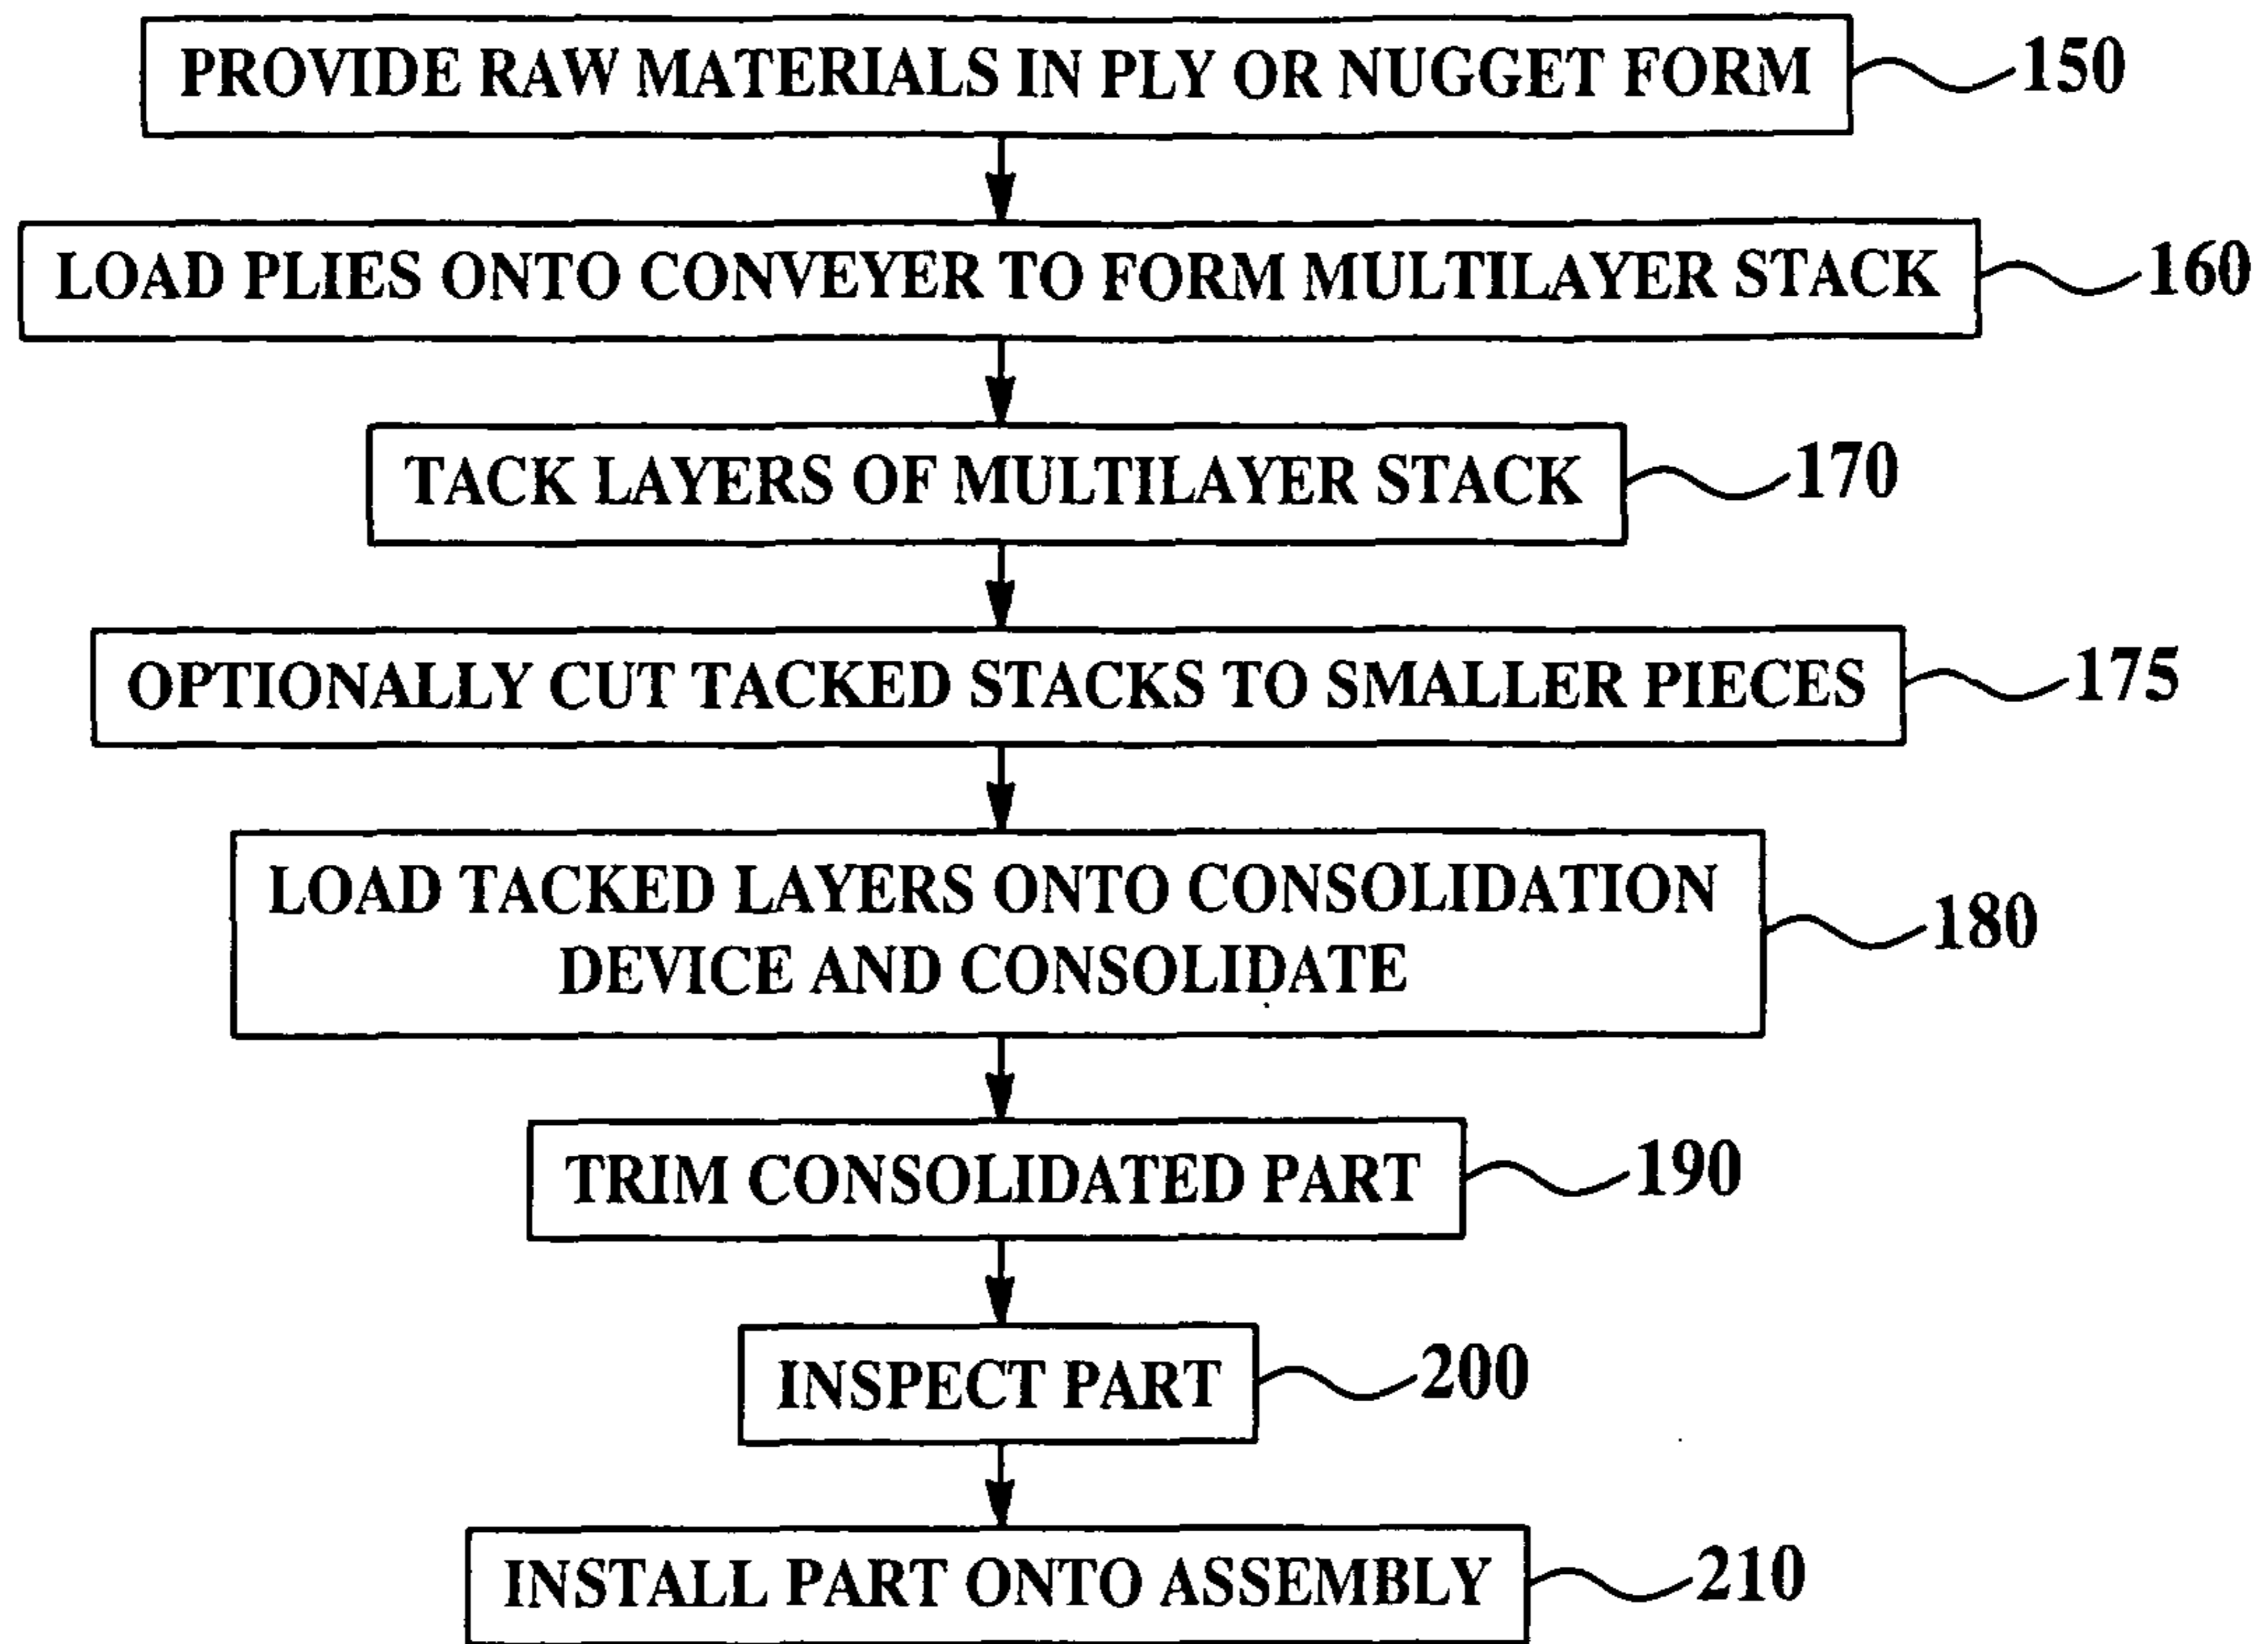 PROVIDE RAW MATERIALS IN PLY OR NUGGET FORM 150
LOAD PLIES ONTO CONVEYER TO FORM MULTILAYER STACK 160
TACK LAYERS OF MULTILAYER STACK 170
OPTIONALLY CUT TACKED STACKS TO SMALLER PIECES 175
LOAD TACKED LAYERS ONTO CONSOLIDATION
DEVICE AND CONSOLIDATE 180
TRIM CONSOLIDATED PART 190
INSPECT PART 200
INSTALL PART ONTO ASSEMBLY 210